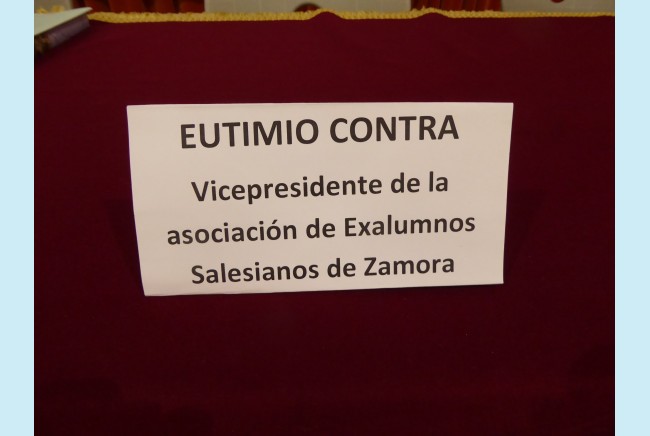 EUTIMIO CONTRA
Vicepresidente de la
asociación de Exalumnos
Salesianos de Zamora